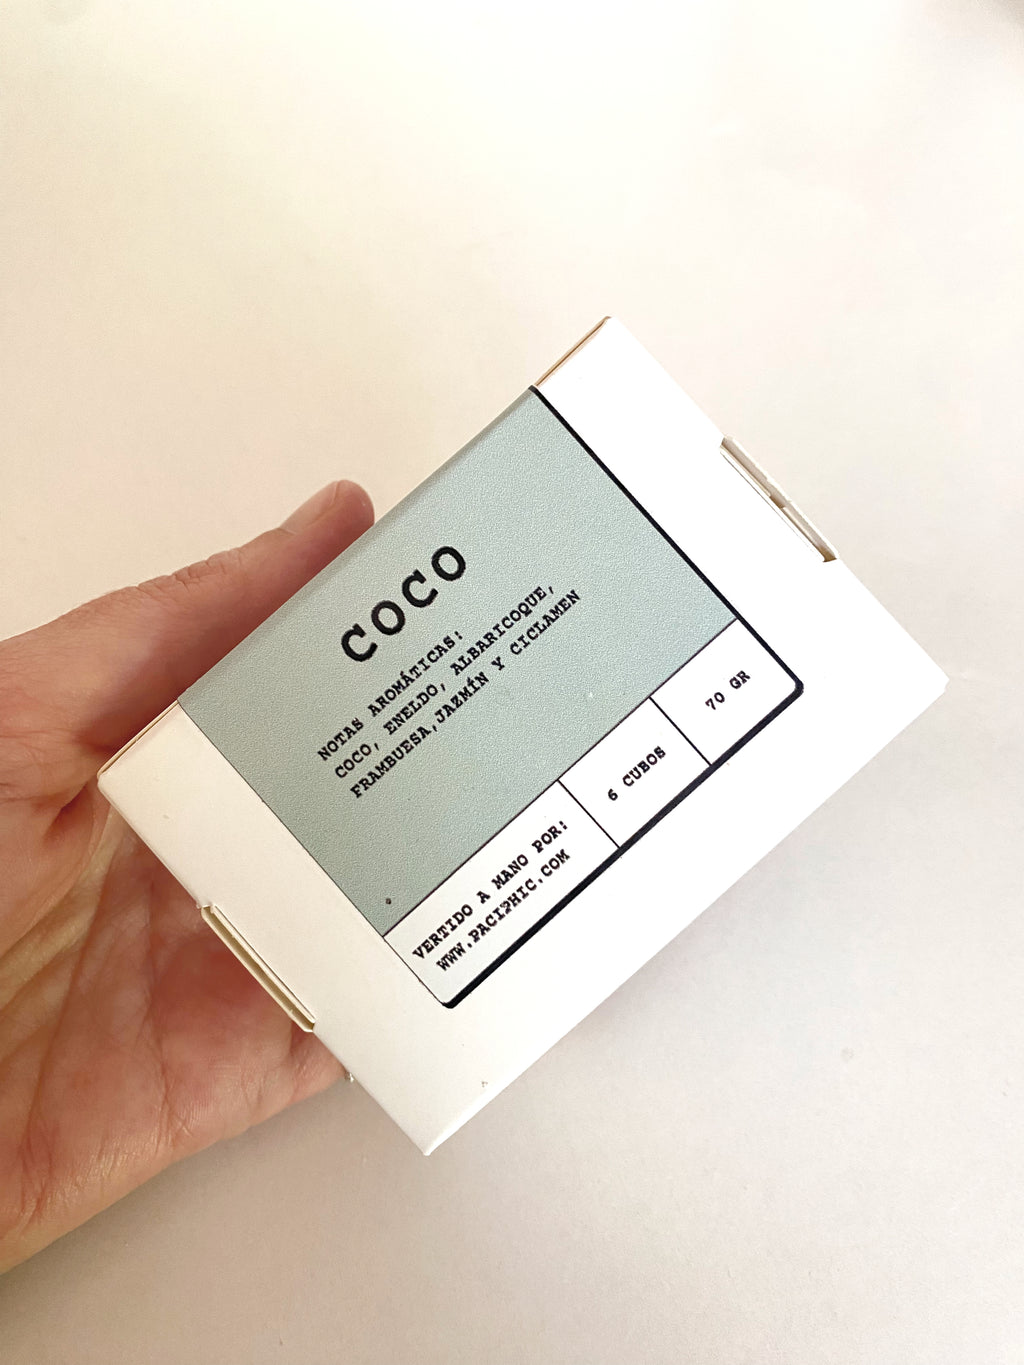 COCO
NOTAS AROMÁTICAS:
COCO, ENELDO, ALBARICOQUE,
FRAMBUESA,JAZMÍN Y CICLAMEN
VERTIDO A MANO POR:
WWW.PACIPHIC.COM
6 CUBOS
70 GR